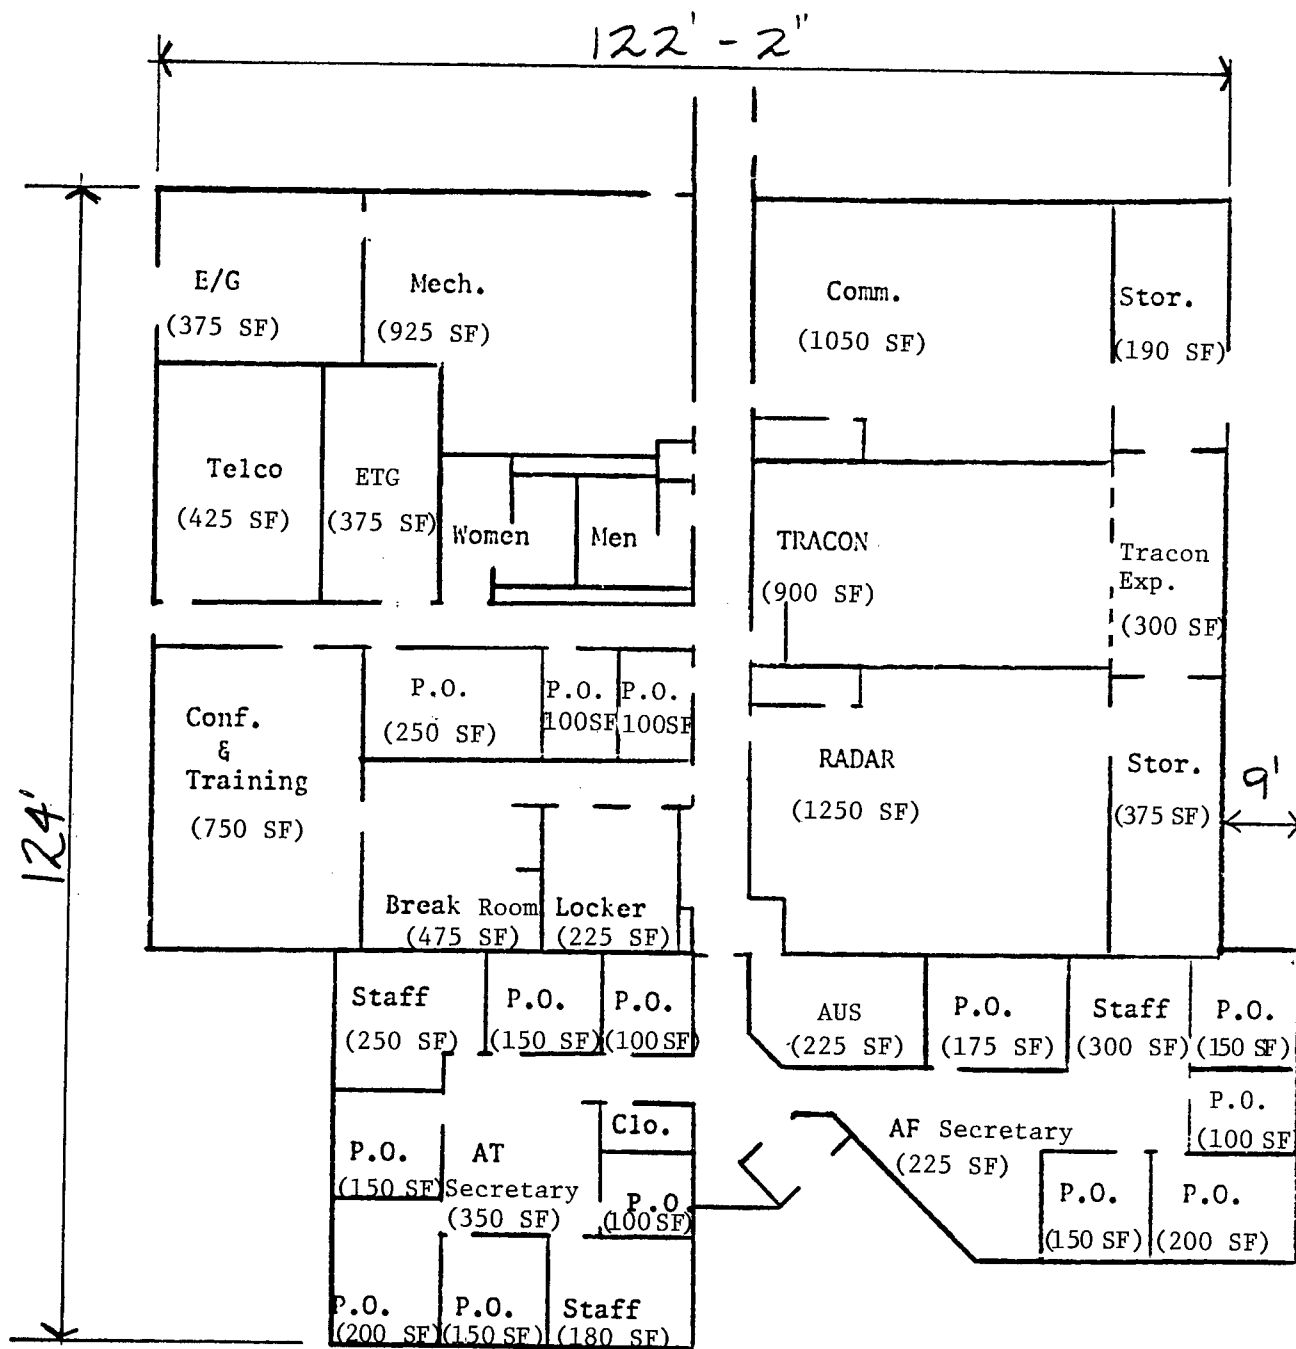 122'-2"
E/G
(375 SF)
Mech.
(925 SF)
Comm.
(1050 SF)
Stor.
(190 SF)
Telco
(425 SF)
ETG
(375 SF)
Women
Men
TRACON
(900 SF)
Tracon
Exp.
(300 SF)
P.O.
(250 SF)
P.O.
100SF
P.O.
100SF
Conf.
&
Training
(750 SF)
RADAR
(1250 SF)
Stor.
(375 SF)
9'
124'
Break Room
(475 SF)
Locker
(225 SF)
Staff
(250 SF)
P.O.
(150 SF)
P.O.
(100 SF)
AUS
(225 SF)
P.O.
(175 SF)
Staff
(300 SF)
P.O.
(150 SF)
P.O.
(100 SF
Clo.
P.O.
(150 SF)
AT
Secretary
(350 SF)
P.O
(100 SF)
AF Secretary
(225 SF)
P.O.
(150 SF)
P.O.
(200 SF)
P.O.
(200 SF)
P.O.
(150 SF)
Staff
(180 SF)